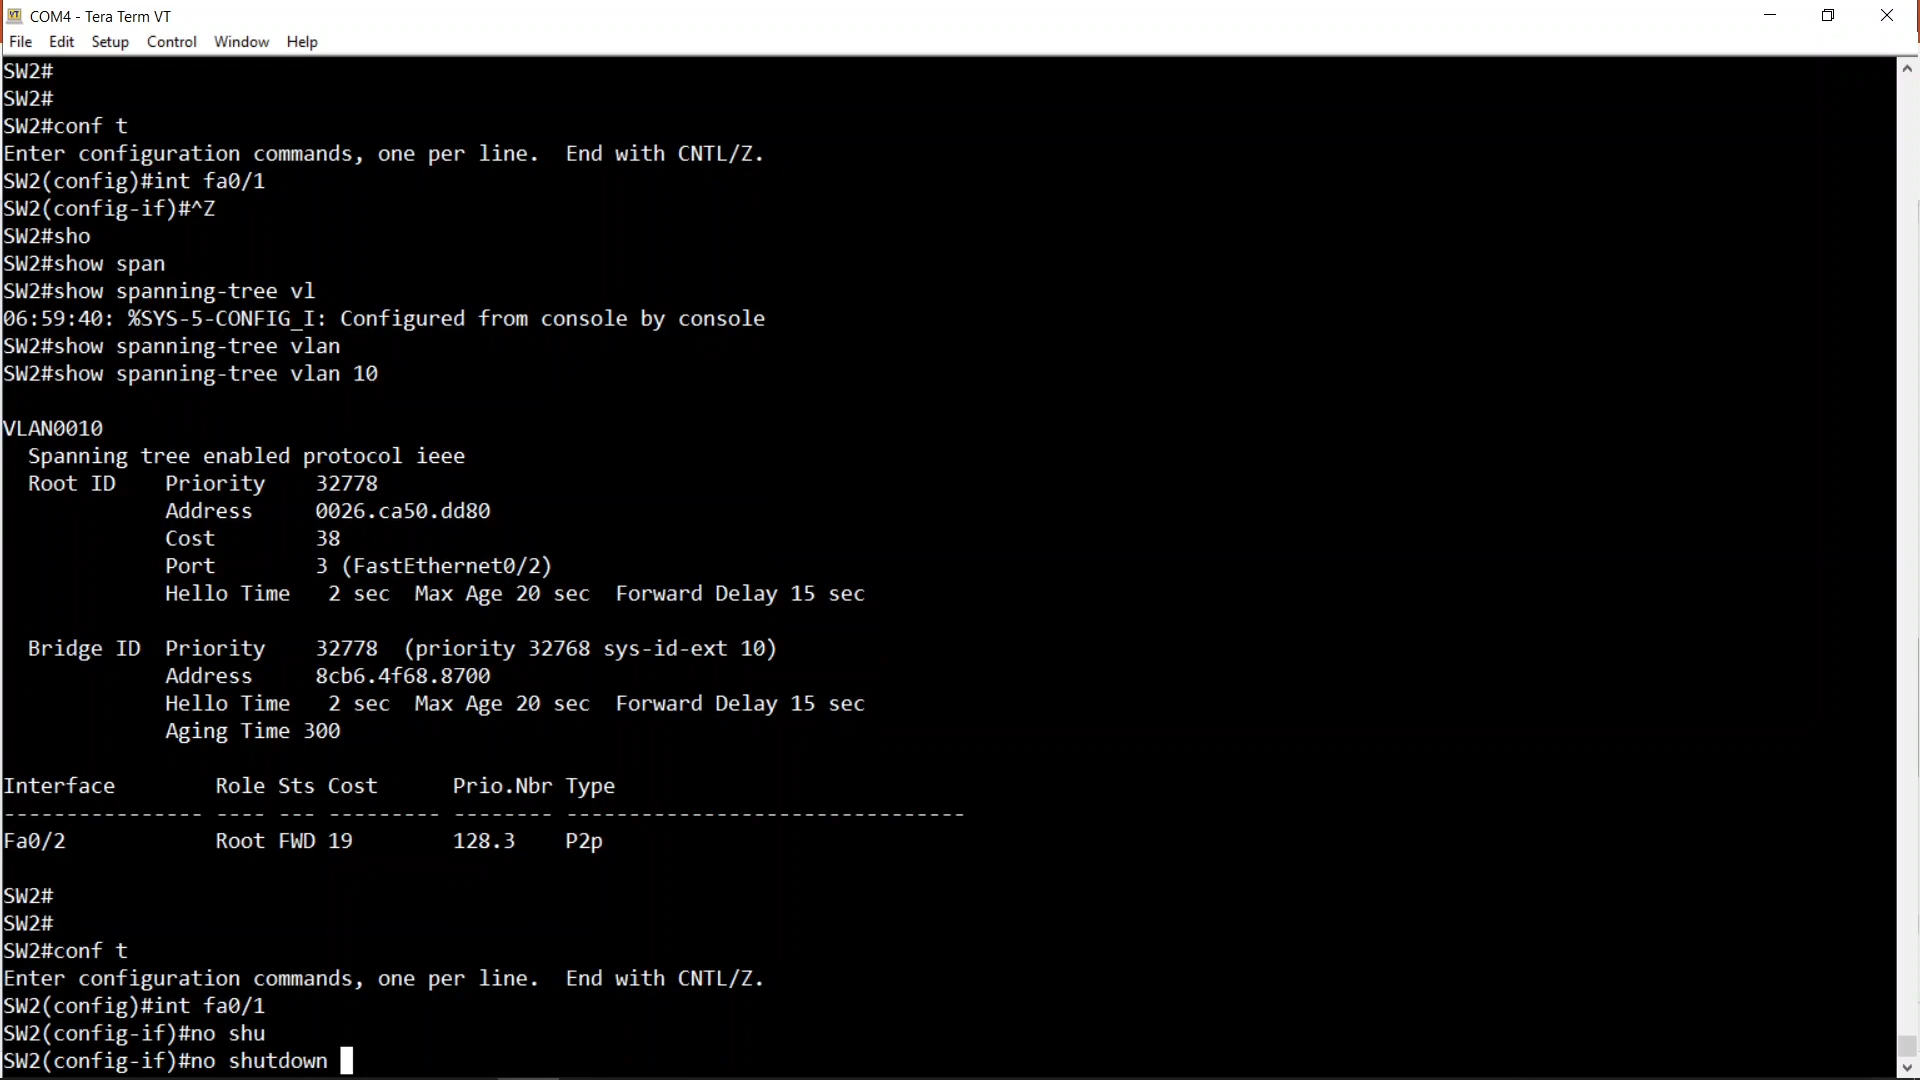 COM4 - Tera Term VT
File Edit Setup Control Window Help
SW2#
SW2#
SW2#conf t
Enter configuration commands, one per line.  End with CNTL/Z.
SW2(config)#int fa0/1
SW2(config-if)#^Z
SW2#sho
SW2#show span
SW2#show spanning-tree vl
06:59:40: %SYS-5-CONFIG_I: Configured from console by console
SW2#show spanning-tree vlan
SW2#show spanning-tree vlan 10
VLAN0010
  Spanning tree enabled protocol ieee
  Root ID    Priority    32778
             Address     0026.ca50.dd80
             Cost        38
             Port        3 (FastEthernet0/2)
             Hello Time   2 sec  Max Age 20 sec  Forward Delay 15 sec
  Bridge ID  Priority    32778  (priority 32768 sys-id-ext 10)
             Address     8cb6.4f68.8700
             Hello Time   2 sec  Max Age 20 sec  Forward Delay 15 sec
             Aging Time 300
Interface        Role Sts Cost      Prio.Nbr Type
---------------- ---- --- --------- -------- --------------------------------
Fa0/2            Root FWD 19        128.3    P2p
SW2#
SW2#
SW2#conf t
Enter configuration commands, one per line.  End with CNTL/Z.
SW2(config)#int fa0/1
SW2(config-if)#no shu
SW2(config-if)#no shutdown